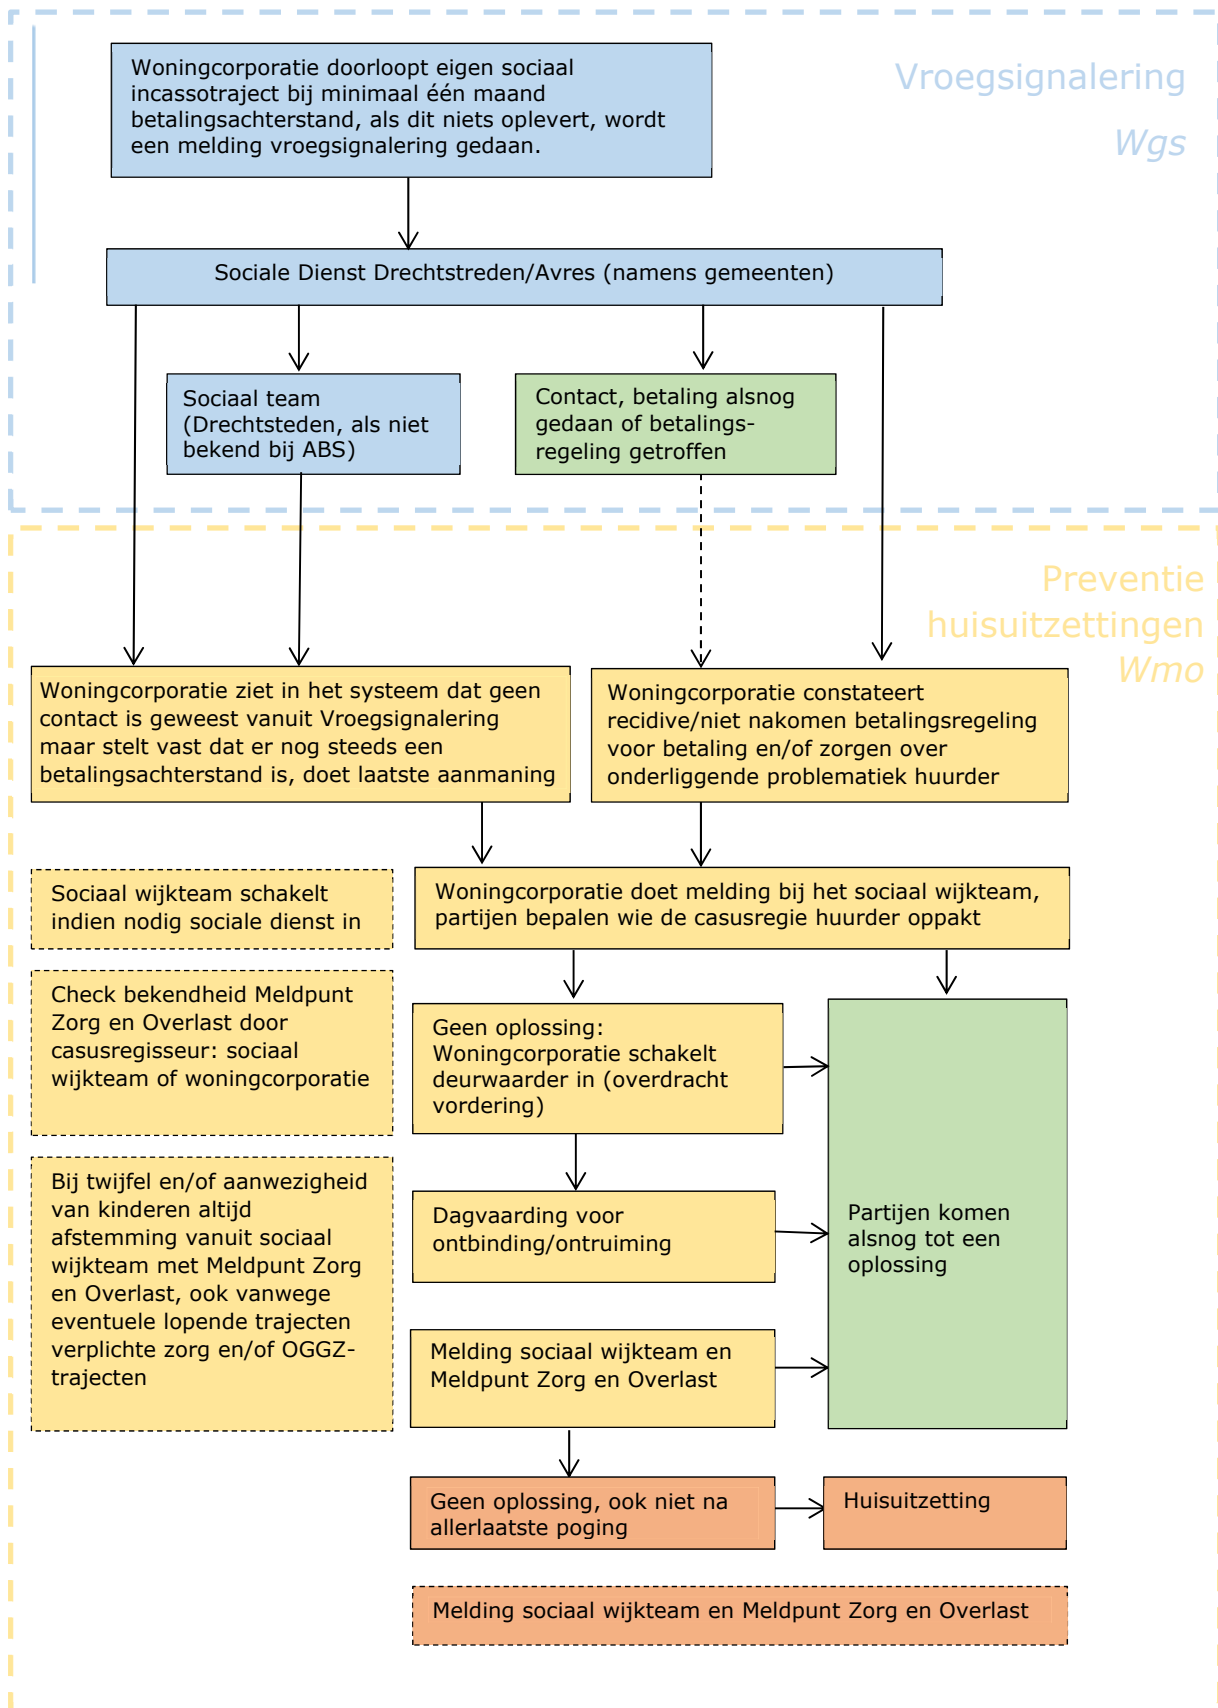 Woningcorporatie doorloopt eigen sociaal
incassotraject bij minimaal één maand
betalingsachterstand, als dit niets oplevert, wordt
een melding vroegsignalering gedaan.
Vroegsignalering
Wgs
Sociale Dienst Drechtstreden/Avres (namens gemeenten)
Sociaal team
(Drechtsteden, als niet
bekend bij ABS)
Contact, betaling alsnog
gedaan of betalings-
regeling getroffen
Preventie
huisuitzettingen
Wmo
Woningcorporatie ziet in het systeem dat geen
contact is geweest vanuit Vroegsignalering
maar stelt vast dat er nog steeds een
betalingsachterstand is, doet laatste aanmaning
Woningcorporatie constateert
recidive/niet nakomen betalingsregeling
voor betaling en/of zorgen over
onderliggende problematiek huurder
Sociaal wijkteam schakelt
indien nodig sociale dienst in
Woningcorporatie doet melding bij het sociaal wijkteam,
partijen bepalen wie de casusregie huurder oppakt
Check bekendheid Meldpunt
Zorg en Overlast door
casusregisseur: sociaal
wijkteam of woningcorporatie
Geen oplossing:
Woningcorporatie schakelt
deurwaarder in (overdracht
vordering)
Bij twijfel en/of aanwezigheid
van kinderen altijd
afstemming vanuit sociaal
wijkteam met Meldpunt Zorg
en Overlast, ook vanwege
eventuele lopende trajecten
verplichte zorg en/of OGGZ-
trajecten
Dagvaarding voor
ontbinding/ontruiming
Partijen komen
alsnog tot een
oplossing
Melding sociaal wijkteam en
Meldpunt Zorg en Overlast
Geen oplossing, ook niet na
allerlaatste poging
Huisuitzetting
Melding sociaal wijkteam en Meldpunt Zorg en Overlast